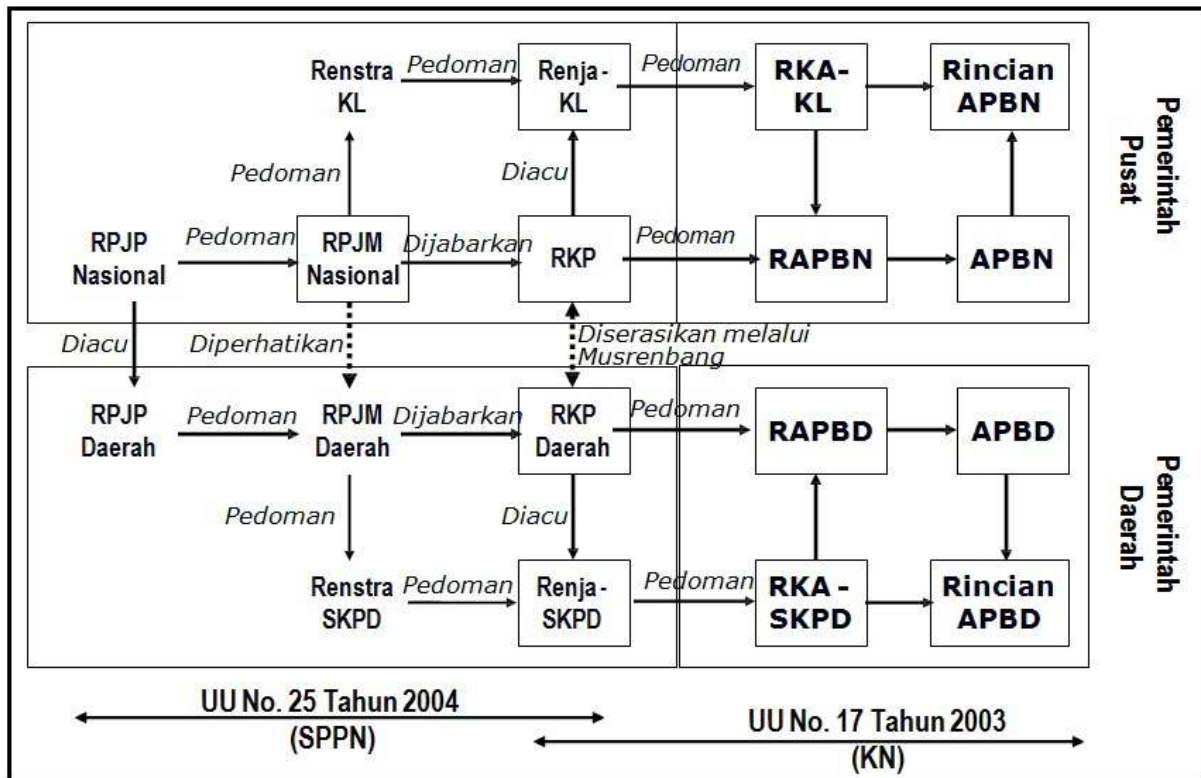 Renstra
KL
Pedoman
Renja -
KL
Pedoman
RKA-
KL
Rincian
APBN
Pemerintah
Pusat
Pedoman
Diacu
RPJP
Nasional
Pedoman
RPJM
Nasional
Dijabarkan
RKP
Pedoman
RAPBN
APBN
Diacu
Diperhatikan
Diserasikan melalui
Musrenbang
RPJP
Daerah
Pedoman
RPJM
Daerah
Dijabarkan
RKP
Daerah
Pedoman
RAPBD
APBD
Pemerintah
Daerah
Pedoman
Diacu
Renstra
SKPD
Pedoman
Renja -
SKPD
Pedoman
RKA -
SKPD
Rincian
APBD
UU No. 25 Tahun 2004
(SPPN)
UU No. 17 Tahun 2003
(KN)